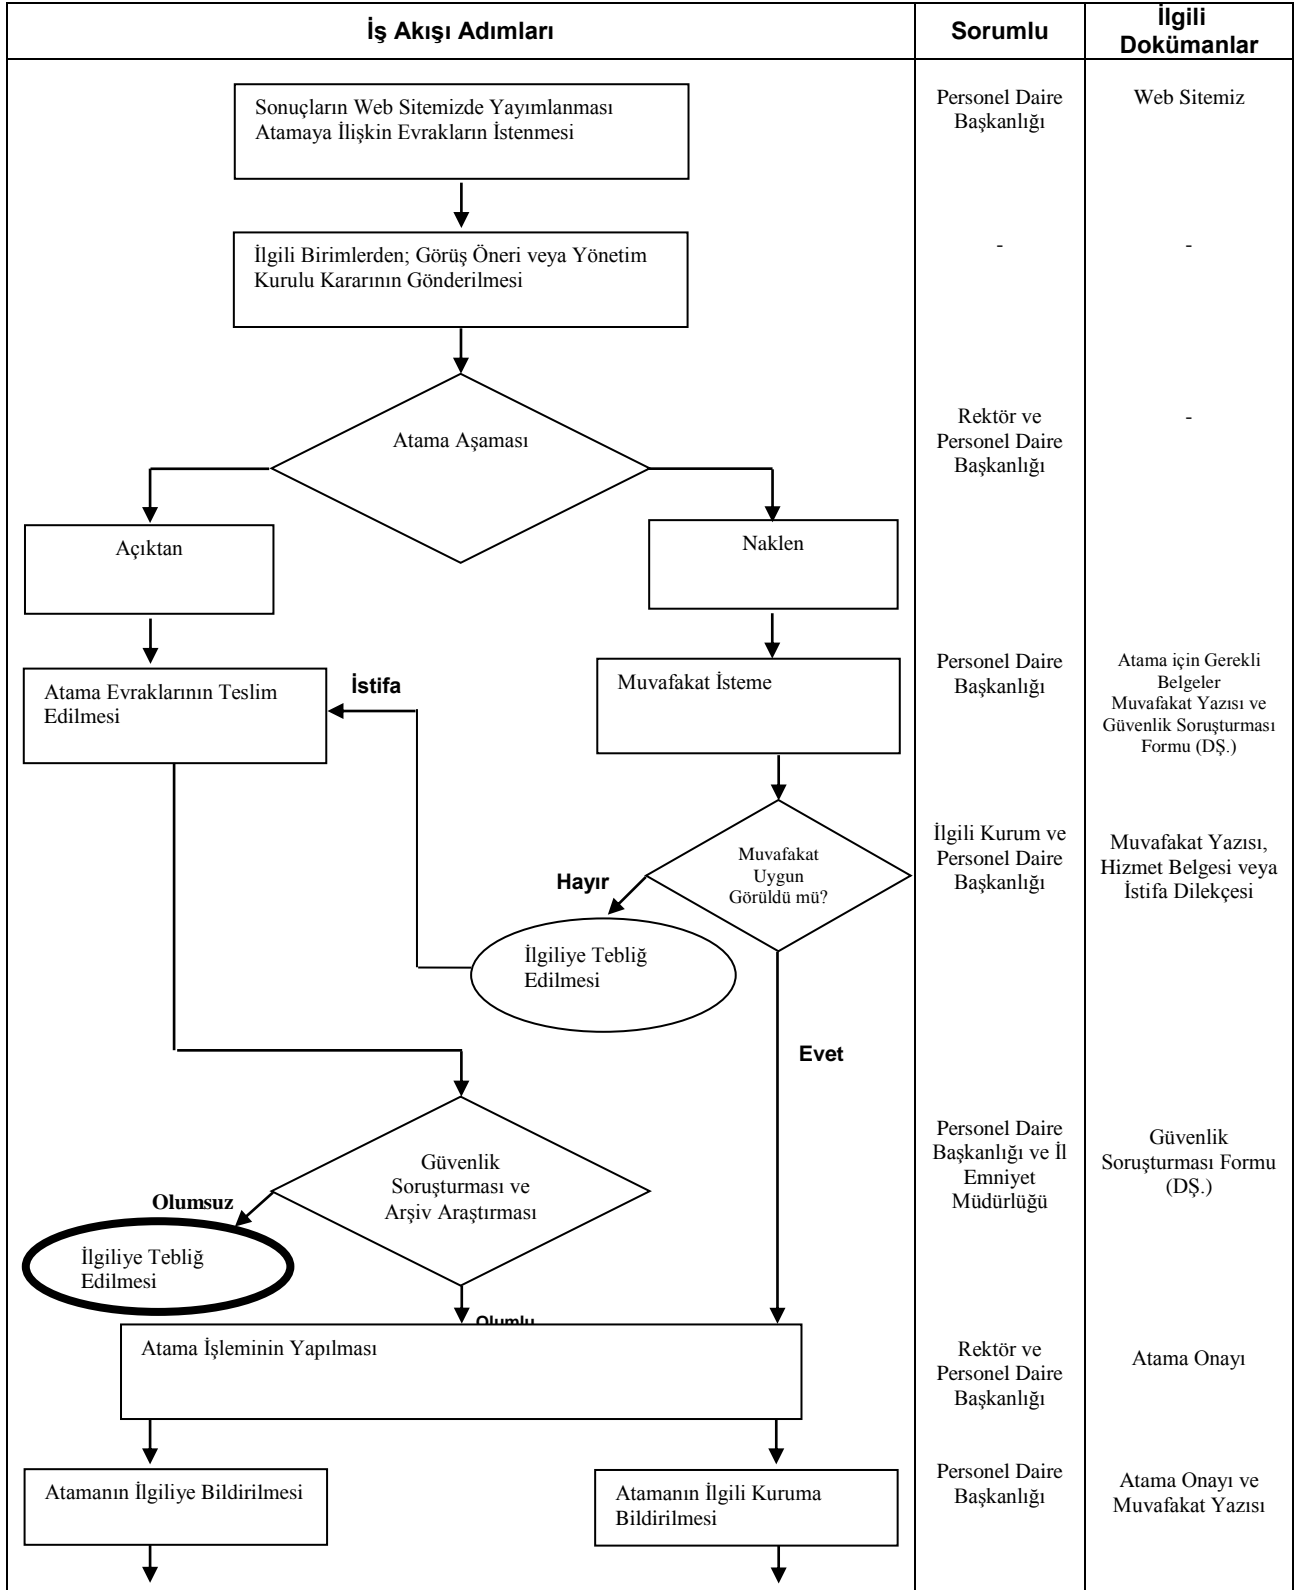 İş Akışı Adımları
Sorumlu
İlgili
Dokümanlar
Sonuçların Web Sitemizde Yayımlanması
Atamaya İlişkin Evrakların İstenmesi
Personel Daire
Başkanlığı
Web Sitemiz
İlgili Birimlerden; Görüş Öneri veya Yönetim
Kurulu Kararının Gönderilmesi
-
-
Atama Aşaması
Rektör ve
Personel Daire
Başkanlığı
-
Açıktan
Naklen
Atama Evraklarının Teslim
Edilmesi
İstifa
Muvafakat İsteme
Personel Daire
Başkanlığı
Atama için Gerekli
Belgeler
Muvafakat Yazısı ve
Güvenlik Soruşturması
Formu (DŞ.)
Muvafakat
Uygun
Görüldü mü?
Hayır
İlgili Kurum ve
Personel Daire
Başkanlığı
Muvafakat Yazısı,
Hizmet Belgesi veya
İstifa Dilekçesi
İlgiliye Tebliğ
Edilmesi
Evet
Güvenlik
Soruşturması ve
Arşiv Araştırması
Personel Daire
Başkanlığı ve İl
Emniyet
Müdürlüğü
Güvenlik
Soruşturması Formu
(DŞ.)
Olumsuz
İlgiliye Tebliğ
Edilmesi
Olumlu
Atama İşleminin Yapılması
Rektör ve
Personel Daire
Başkanlığı
Atama Onayı
Atamanın İlgiliye Bildirilmesi
Atamanın İlgili Kuruma
Bildirilmesi
Personel Daire
Başkanlığı
Atama Onayı ve
Muvafakat Yazısı